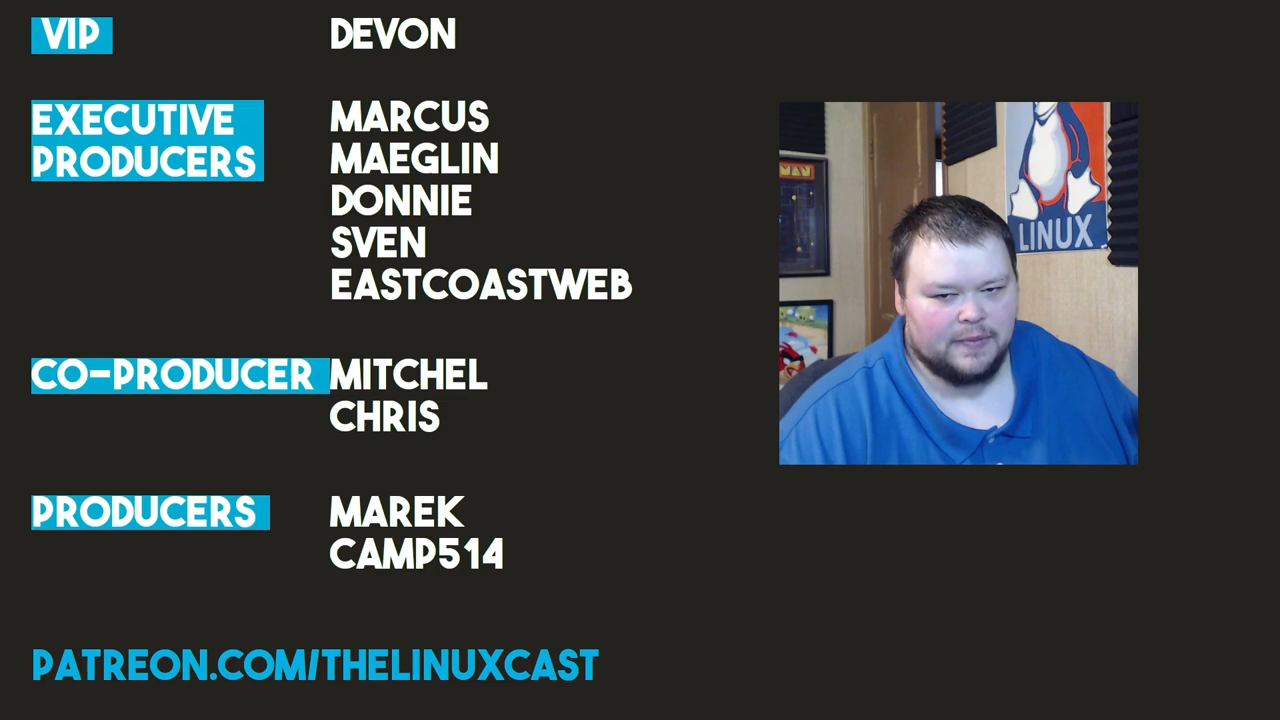 VIP DEVON
EXECUTIVE MARCUS
PRODUCERS MAEGLIN
DONNIE
SVEN
EASTCOASTWEB
CO-PRODUCER MITCHEL
CHRIS
PRODUCERS MAREK
CAMP514
PATREON.COM/THELINUXCAST
MAN
LINUX